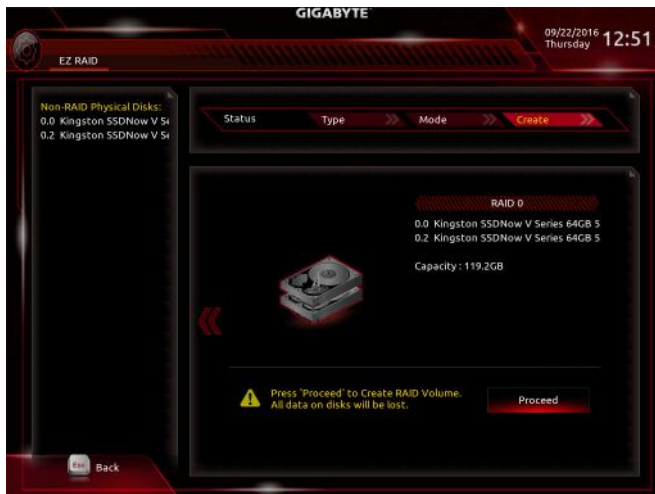 GIGABYTE
09/22/2016
Thursday
12:51
EZ RAID
Non-RAID Physical Disks:
0.0 Kingston SSDNow V
0.2 Kingston SSDNow V
Status Type Mode Create
RAID 0
0.0 Kingston SSDNow V Series 64GB S
0.2 Kingston SSDNow V Series 64GB S
Capacity : 119.2GB
Press 'Proceed' to Create RAID Volume.
All data on disks will be lost.
Proceed
Esc Back